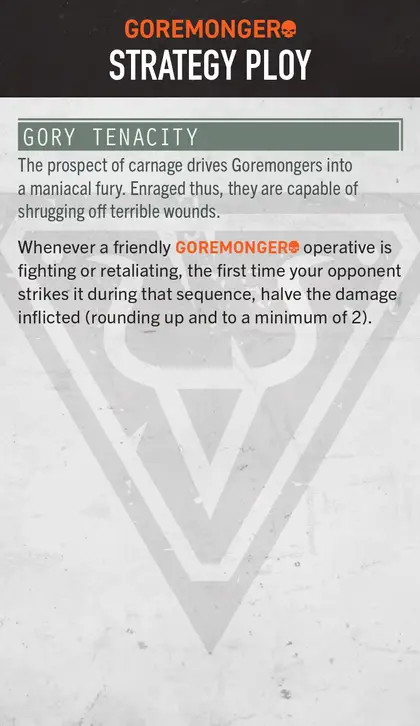 GOREMONGER
STRATEGY PLOY
GORY TENACITY
The prospect of carnage drives Goremongers into
a maniacal fury. Enraged thus, they are capable of
shrugging off terrible wounds.
Whenever a friendly GOREMONGER operative is
fighting or retaliating, the first time your opponent
strikes it during that sequence, halve the damage
inflicted (rounding up and to a minimum of 2).